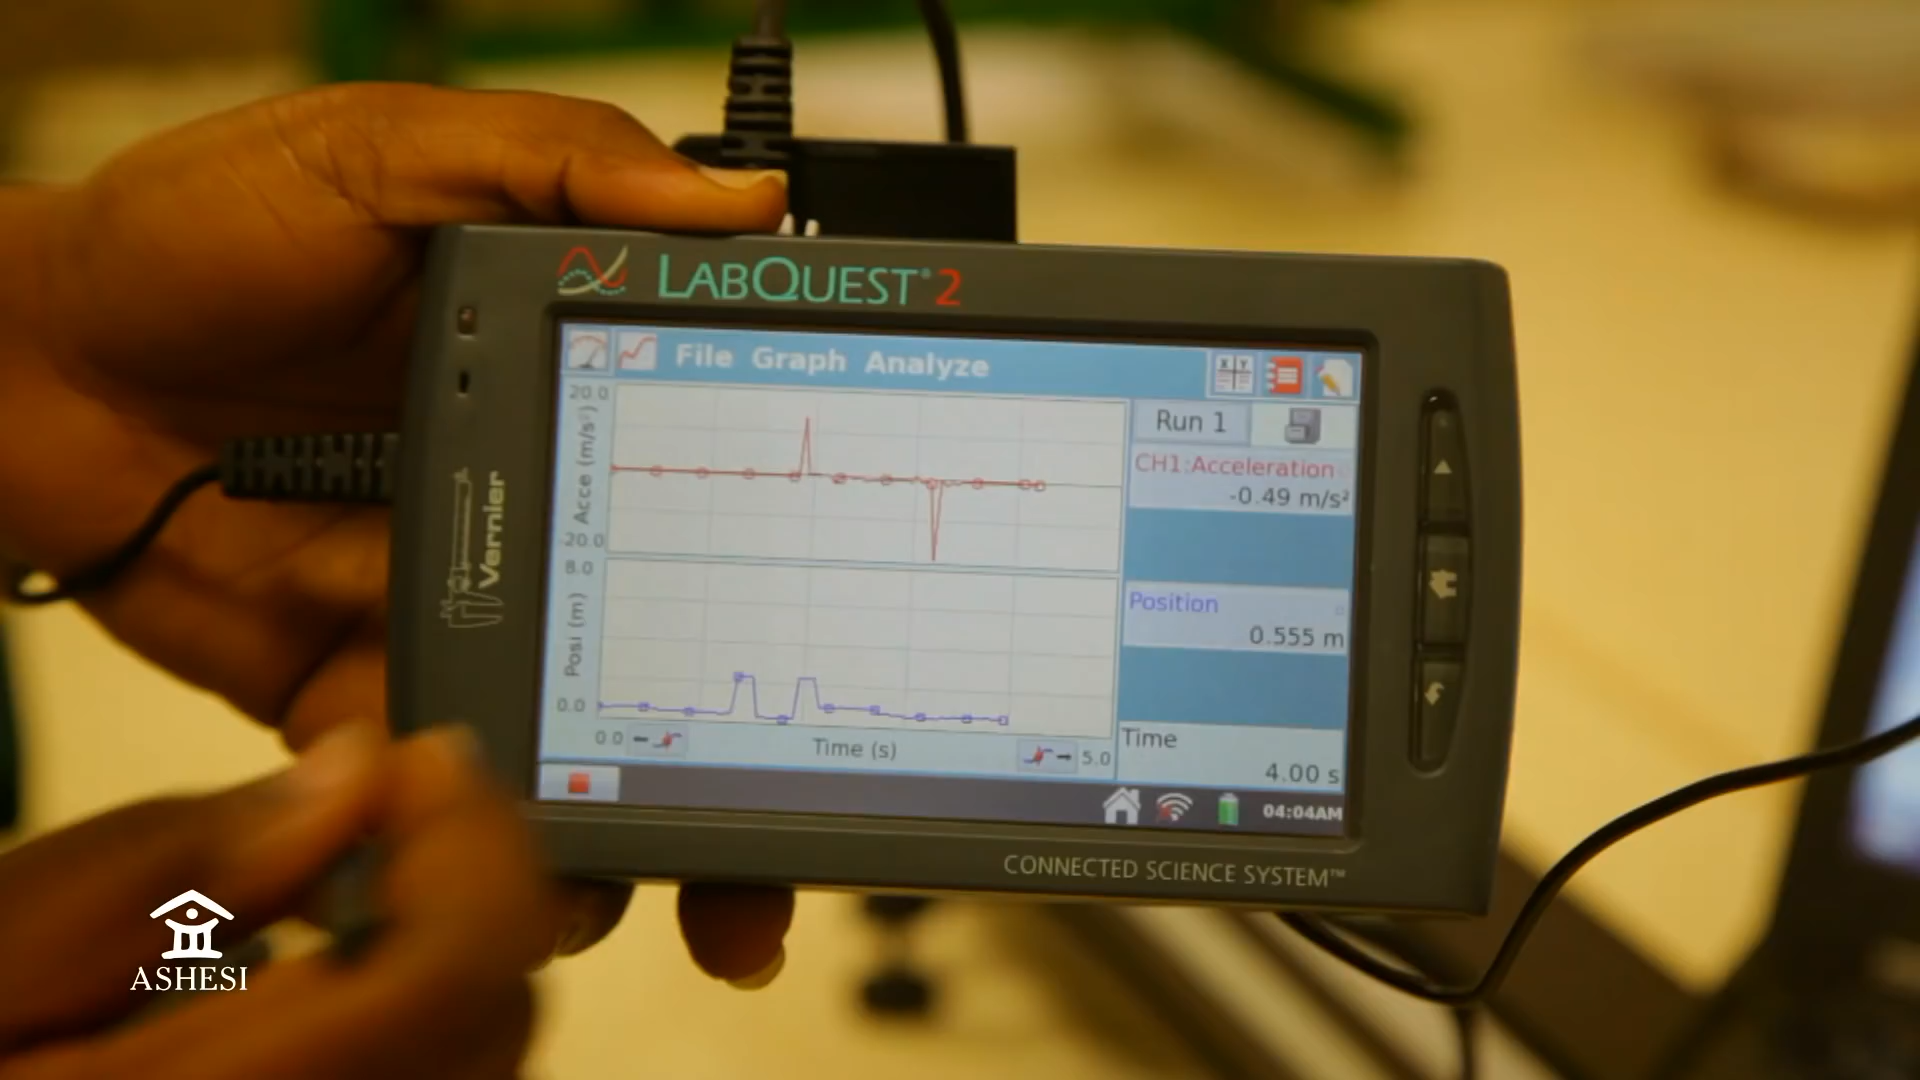 LABQUEST® 2
Vernier
File Graph Analyze
X Y
20.0
Acce (m/s²)
-20.0
8.0
Posi (m)
0.0
0.0
Time (s)
5.0
Run 1
CH1:Acceleration
-0.49 m/s²
Position
0.555 m
Time
4.00 s
04:04AM
CONNECTED SCIENCE SYSTEM™
ASHESI